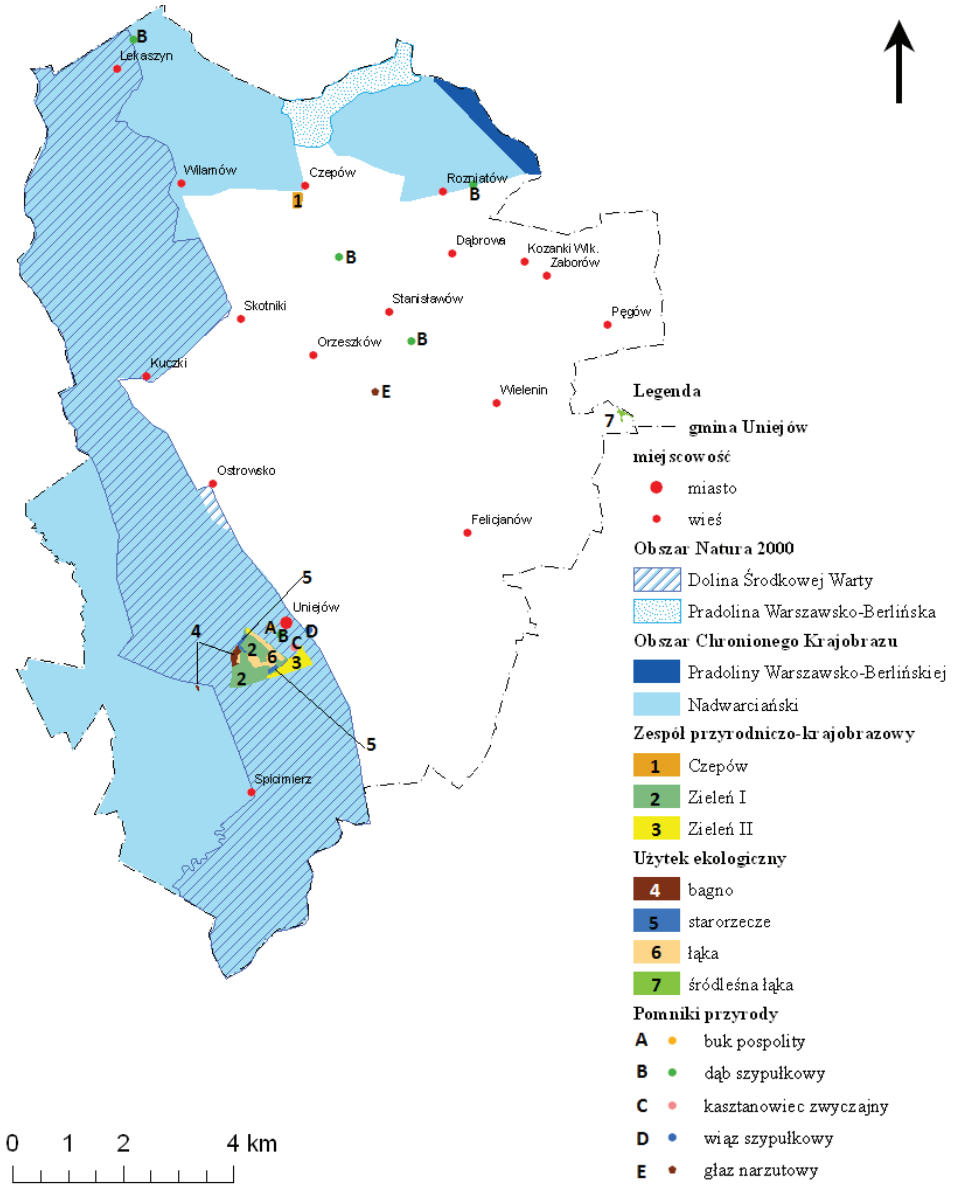 B
Lekaszyn
Wilamów
Czepów
1
Rozniatów
B
Dąbrowa
Kozanki Wlk.
Zaborów
B
Skotniki
Stanisławów
Pęgów
Orzeszków
B
Kuczki
E
Wielenin
7
Ostrowsko
Felicjanów
5
Uniejów
A
B
D
4
C
2
6
3
2
5
Spicimierz
Legenda
gmina Uniejów
miejscowość
miasto
wieś
Obszar Natura 2000
Dolina Środkowej Warty
Pradolina Warszawsko-Berlińska
Obszar Chronionego Krajobrazu
Pradoliny Warszawsko-Berlińskiej
Nadwarciański
Zespół przyrodniczo-krajobrazowy
1 Czepów
2 Zieleń I
3 Zieleń II
Użytek ekologiczny
4 bagno
5 starorzecze
6 łąka
7 śródleśna łąka
Pomniki przyrody
A buk pospolity
B dąb szypułkowy
C kasztanowiec zwyczajny
D wiąz szypułkowy
E głaz narzutowy
0 1 2 4 km